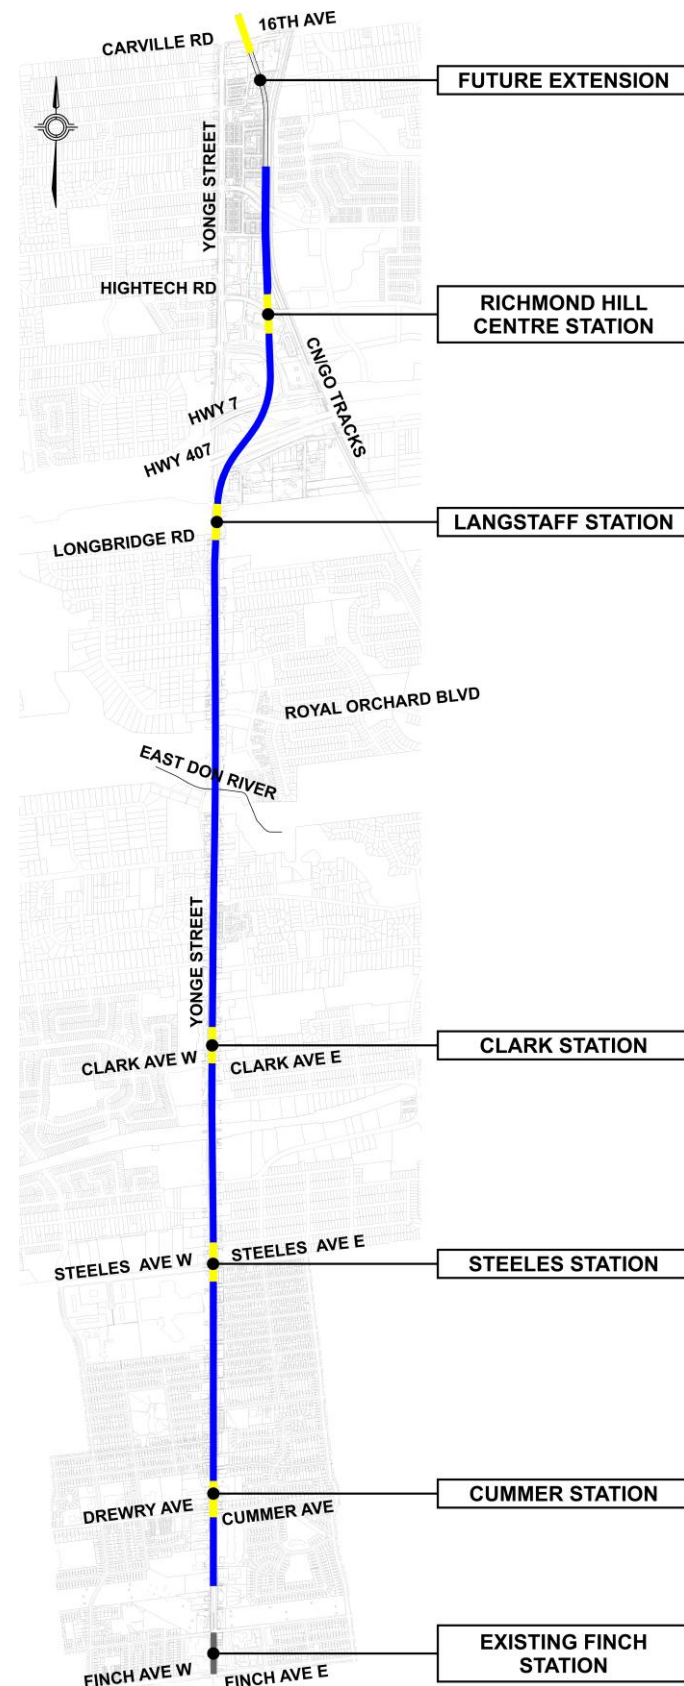 16TH AVE
CARVILLE RD
FUTURE EXTENSION
YONGE STREET
HIGHTECH RD
RICHMOND HILL
CENTRE STATION
CN/GO TRACKS
HWY 7
HWY 407
LANGSTAFF STATION
LONGBRIDGE RD
ROYAL ORCHARD BLVD
EAST DON RIVER
YONGE STREET
CLARK STATION
CLARK AVE W
CLARK AVE E
STEELES AVE E
STEELES AVE W
STEELES STATION
CUMMER STATION
DREWRY AVE
CUMMER AVE
EXISTING FINCH
STATION
FINCH AVE W
FINCH AVE E